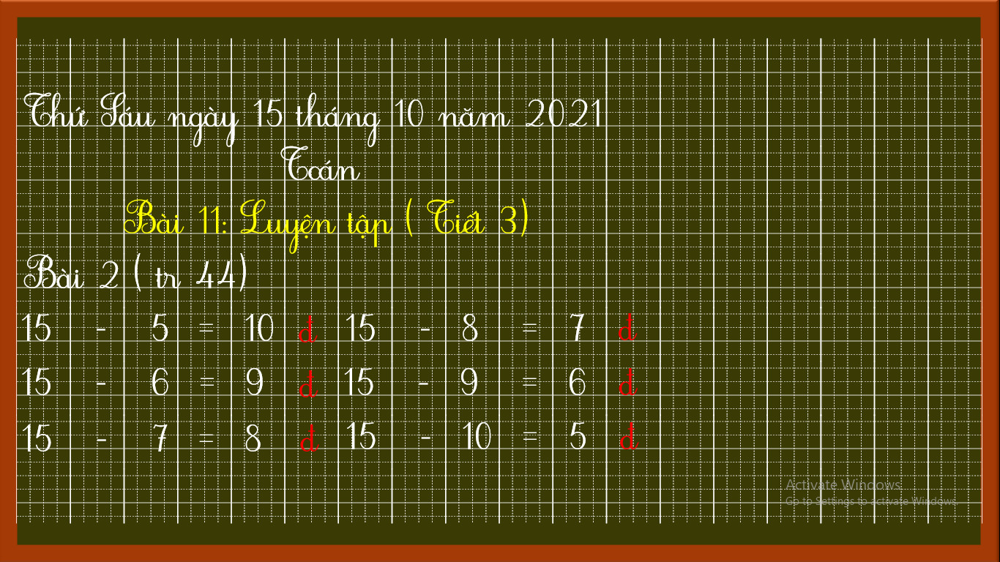 Thứ Sáu ngày 15 tháng 10 năm 2021
Toán
Bài 11: Luyện tập ( Tiết 3)
Bài 2 ( tr 44)
15 - 5 = 10 đ 15 - 8 = 7 đ
15 - 6 = 9 đ 15 - 9 = 6 đ
15 - 7 = 8 đ 15 - 10 = 5 đ
Activate Windows
Go to Settings to activate Windows.